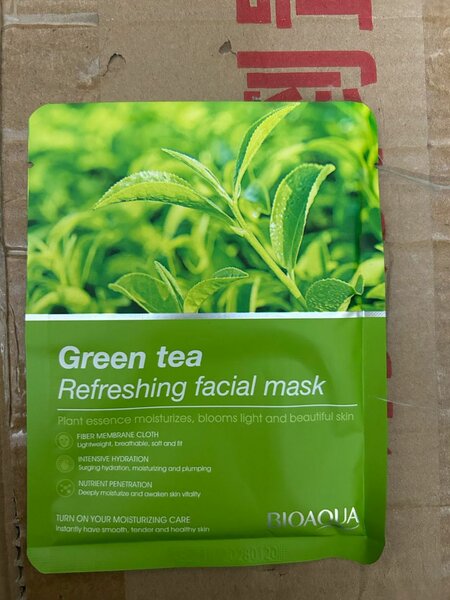 Green tea
Refreshing facial mask
Plant essence moisturizes, blooms light and beautiful skin
FIBER MEMBRANE CLOTH
Lightweight, breathable, soft and fit
INTENSIVE HYDRATION
Surging hydration, moisturizing and plumping
NUTRIENT PENETRATION
Deeply moisturize and awaken skin vitality
TURN ON YOUR MOISTURIZING CARE
Instantly have smooth, tender and healthy skin
BIOAQUA